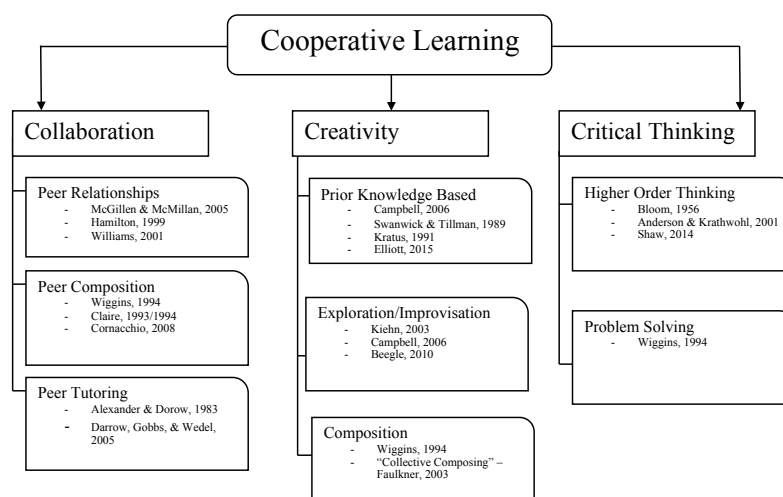 Cooperative Learning
Collaboration
Peer Relationships
- McGillen & McMillan, 2005
- Hamilton, 1999
- Williams, 2001
Peer Composition
- Wiggins, 1994
- Claire, 1993/1994
- Cornacchio, 2008
Peer Tutoring
- Alexander & Dorow, 1983
- Darrow, Gobbs, & Wedel,
2005
Creativity
Prior Knowledge Based
- Campbell, 2006
- Swanwick & Tillman, 1989
- Kratus, 1991
- Elliott, 2015
Exploration/Improvisation
- Kiehn, 2003
- Campbell, 2006
- Beegle, 2010
Composition
- Wiggins, 1994
- “Collective Composing” –
Faulkner, 2003
Critical Thinking
Higher Order Thinking
- Bloom, 1956
- Anderson & Krathwohl, 2001
- Shaw, 2014
Problem Solving
- Wiggins, 1994